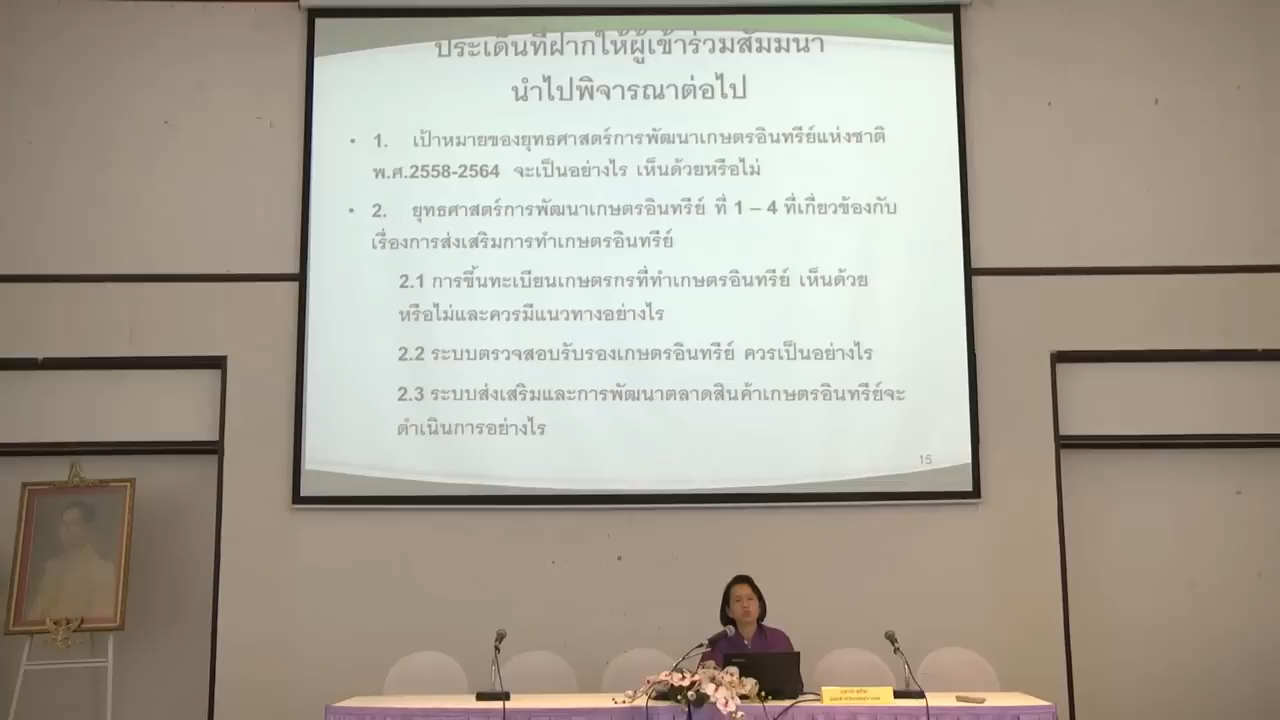 ประเด็นที่ฝากให้ผู้เข้าร่วมสัมมนา
นำไปพิจารณาต่อไป
• 1. เป้าหมายของยุทธศาสตร์การพัฒนาเกษตรอินทรีย์แห่งชาติ
พ.ศ.2558-2564 จะเป็นอย่างไร เห็นด้วยหรือไม่
• 2. ยุทธศาสตร์การพัฒนาเกษตรอินทรีย์ ที่ 1 – 4 ที่เกี่ยวข้องกับ
เรื่องการส่งเสริมการทำเกษตรอินทรีย์
2.1 การขึ้นทะเบียนเกษตรกรที่ทำเกษตรอินทรีย์ เห็นด้วย
หรือไม่และควรมีแนวทางอย่างไร
2.2 ระบบตรวจสอบรับรองเกษตรอินทรีย์ ควรเป็นอย่างไร
2.3 ระบบส่งเสริมและการพัฒนาตลาดสินค้าเกษตรอินทรีย์จะ
ดำเนินการอย่างไร
15